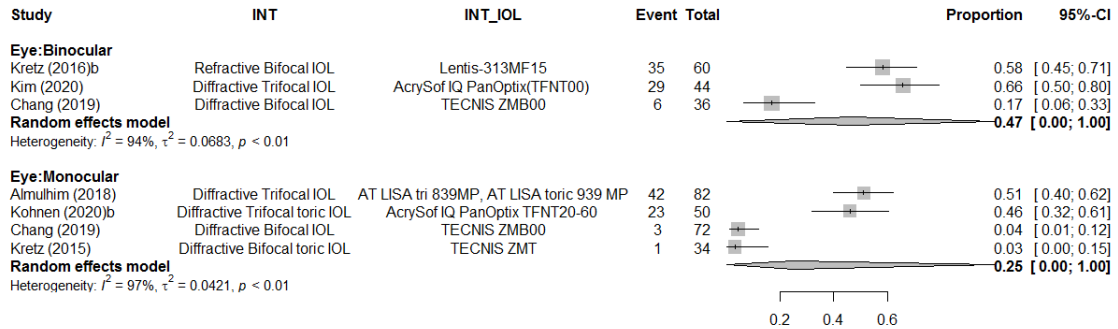 Study INT INT_IOL Event Total Proportion 95%-CI
Eye:Binocular
Kretz (2016)b Refractive Bifocal IOL Lentis-313MF15 35 60 0.58 [ 0.45; 0.71]
Kim (2020) Diffractive Trifocal IOL AcrySof IQ PanOptix(TFNT00) 29 44 0.66 [ 0.50; 0.80]
Chang (2019) Diffractive Bifocal IOL TECNIS ZMB00 6 36 0.17 [ 0.06; 0.33]
Random effects model 0.47 [ 0.00; 1.00]
Heterogeneity: I² = 94%, τ² = 0.0683, p < 0.01
Eye:Monocular
Almulhim (2018) Diffractive Trifocal IOL AT LISA tri 839MP, AT LISA toric 939 MP 42 82 0.51 [ 0.40; 0.62]
Kohnen (2020)b Diffractive Trifocal toric IOL AcrySof IQ PanOptix TFNT20-60 23 50 0.46 [ 0.32; 0.61]
Chang (2019) Diffractive Bifocal IOL TECNIS ZMB00 3 72 0.04 [ 0.01; 0.12]
Kretz (2015) Diffractive Bifocal toric IOL TECNIS ZMT 1 34 0.03 [ 0.00; 0.15]
Random effects model 0.25 [ 0.00; 1.00]
Heterogeneity: I² = 97%, τ² = 0.0421, p < 0.01
0.2 0.4 0.6